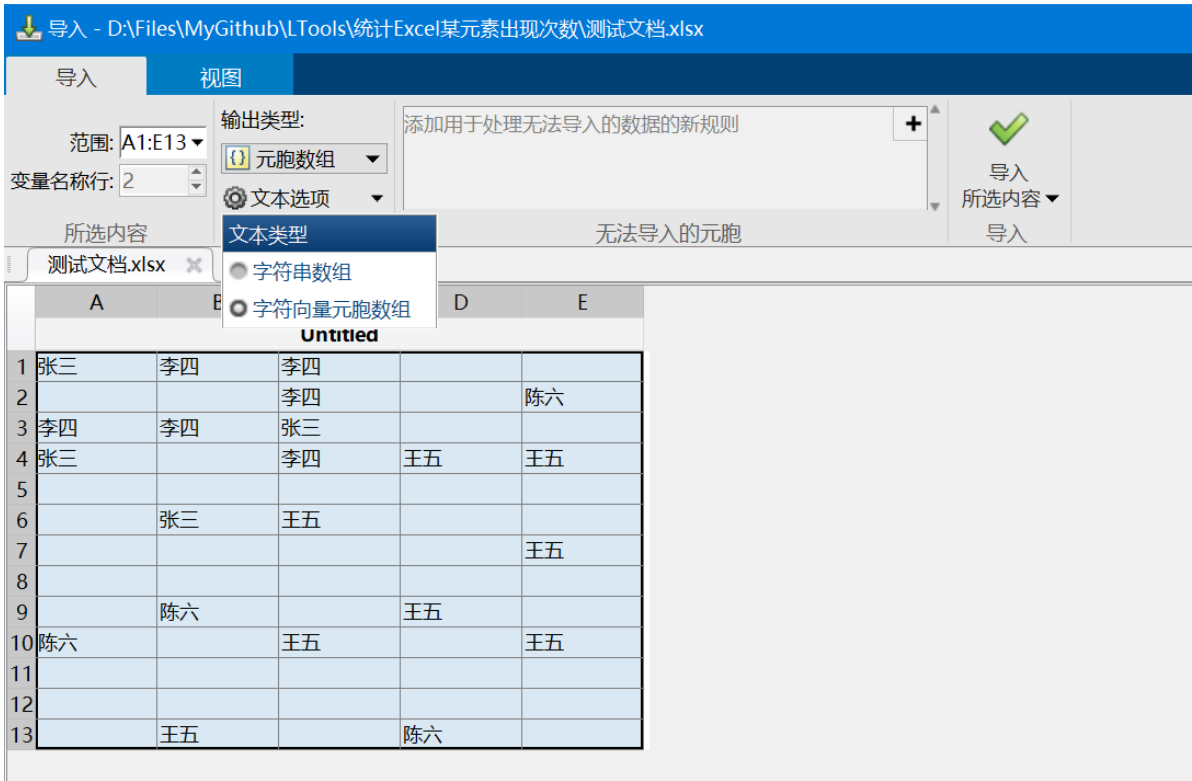 导入 - D:\Files\MyGithub\LTools\统计Excel某元素出现次数\测试文档.xlsx
导入 视图
范围: A1:E13
变量名称行: 2
所选内容
输出类型:
元胞数组
文本选项
文本类型
字符串数组
字符向量元胞数组
添加用于处理无法导入的数据的新规则
无法导入的元胞
导入
所选内容
导入
测试文档.xlsx
A B D E
Untitled
1 张三 李四 李四
2 李四 陈六
3 李四 李四 张三
4 张三 李四 王五 王五
5
6 张三 王五
7 王五
8
9 陈六 王五
10 陈六 王五 王五
11
12
13 王五 陈六